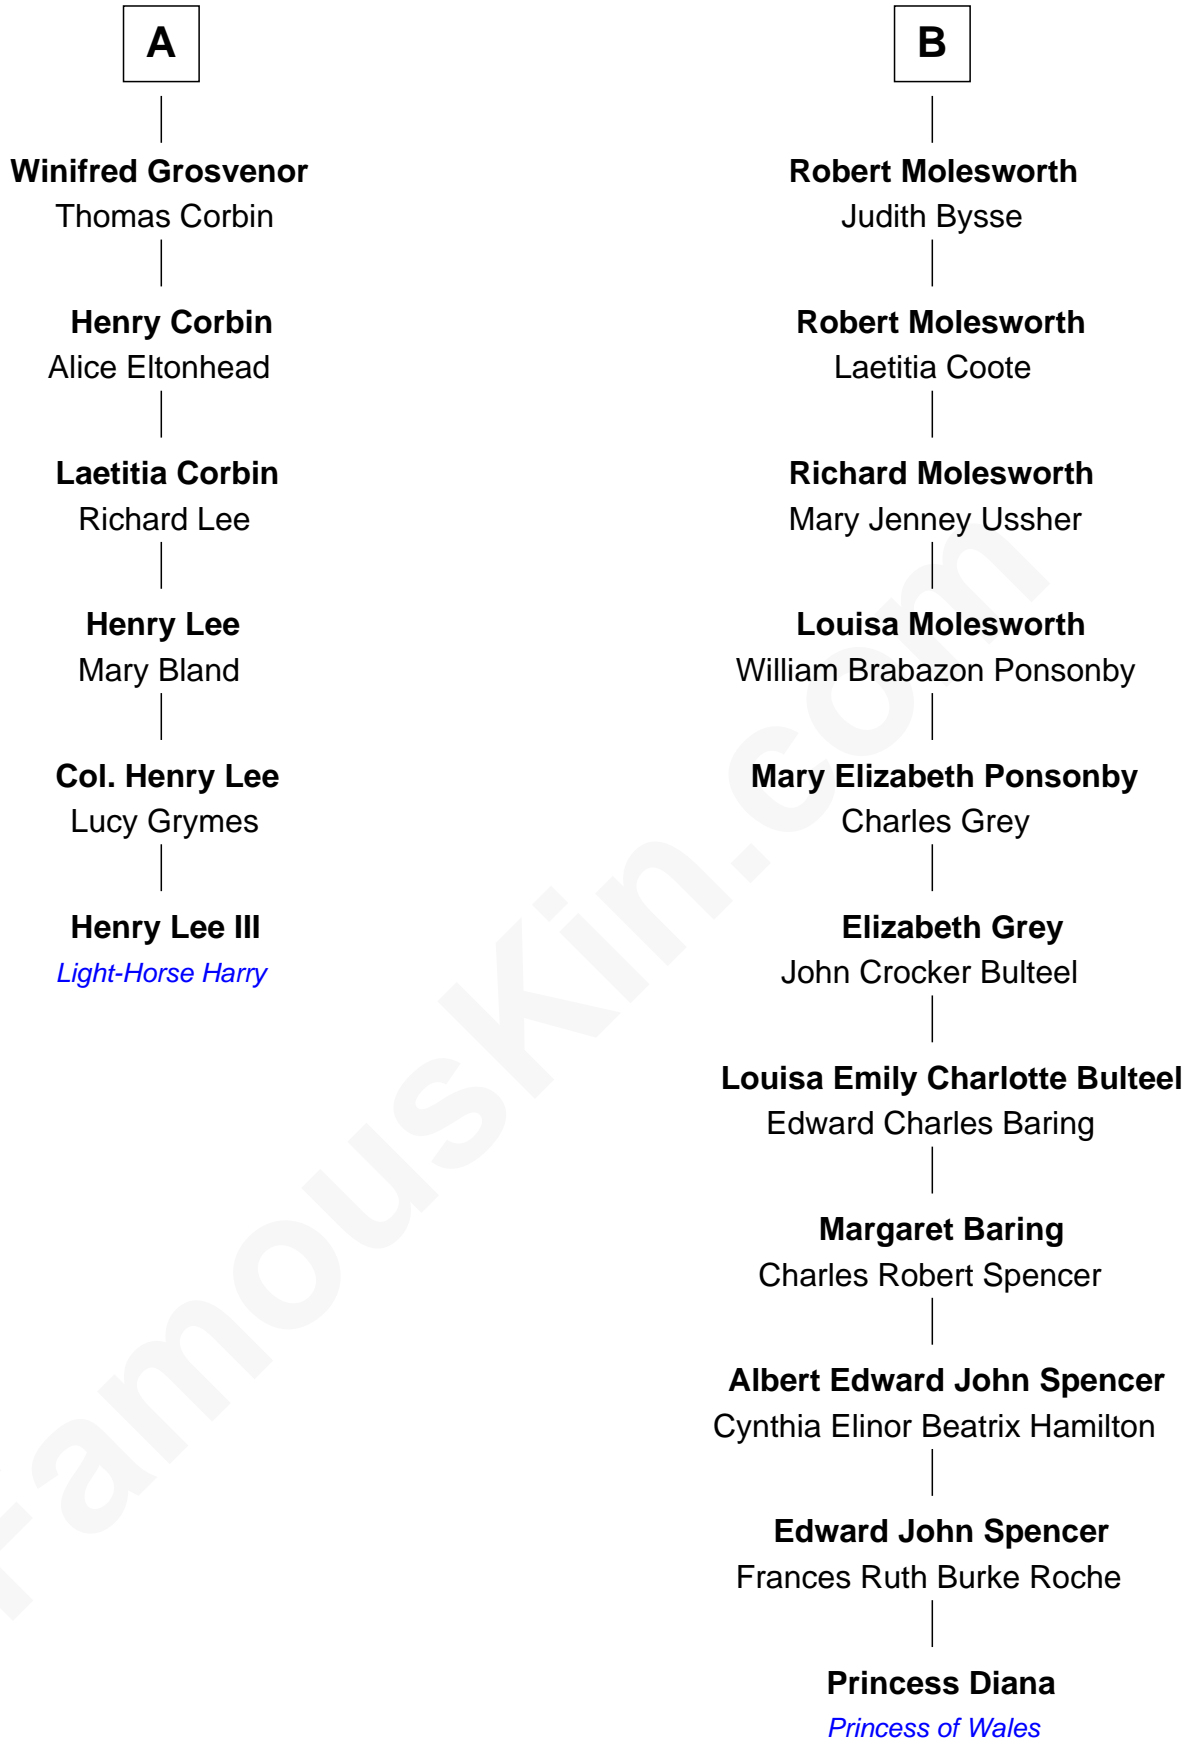 A
Winifred Grosvenor
Thomas Corbin
Henry Corbin
Alice Eltonhead
Laetitia Corbin
Richard Lee
Henry Lee
Mary Bland
Col. Henry Lee
Lucy Grymes
Henry Lee III
Light-Horse Harry
B
Robert Molesworth
Judith Bysse
Robert Molesworth
Laetitia Coote
Richard Molesworth
Mary Jenney Ussher
Louisa Molesworth
William Brabazon Ponsonby
Mary Elizabeth Ponsonby
Charles Grey
Elizabeth Grey
John Crocker Bulteel
Louisa Emily Charlotte Bulteel
Edward Charles Baring
Margaret Baring
Charles Robert Spencer
Albert Edward John Spencer
Cynthia Elinor Beatrix Hamilton
Edward John Spencer
Frances Ruth Burke Roche
Princess Diana
Princess of Wales
FamousKin.com